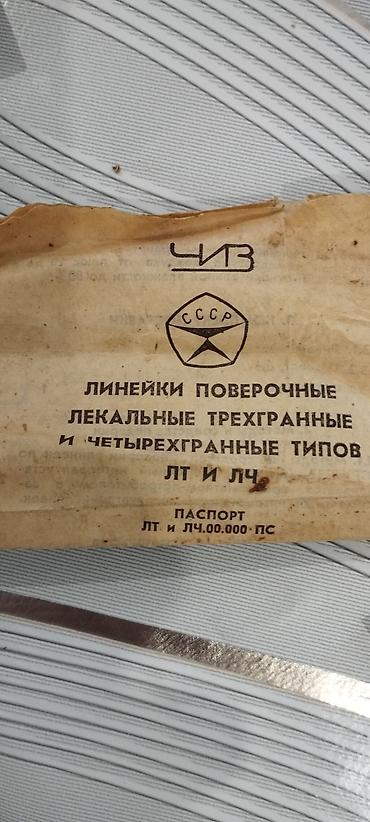 ЧИЗ
СССР
ЛИНЕЙКИ ПОВЕРОЧНЫЕ
ЛЕКАЛЬНЫЕ ТРЕХГРАННЫЕ
И ЧЕТЫРЕХГРАННЫЕ ТИПОВ
ЛТ И ЛЧ
ПАСПОРТ
ЛТ и ЛЧ.00.000 ПС